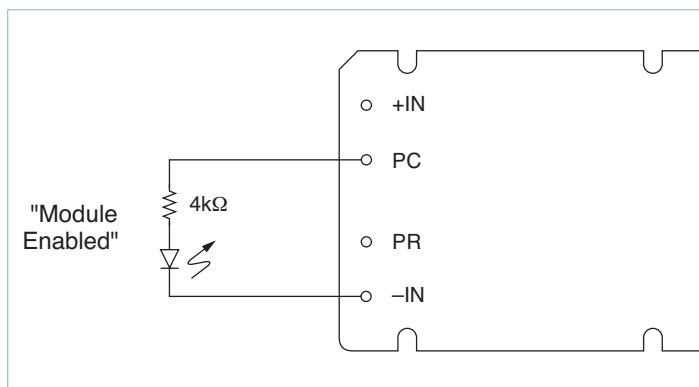 +IN
PC
4kΩ
"Module
Enabled"
PR
–IN